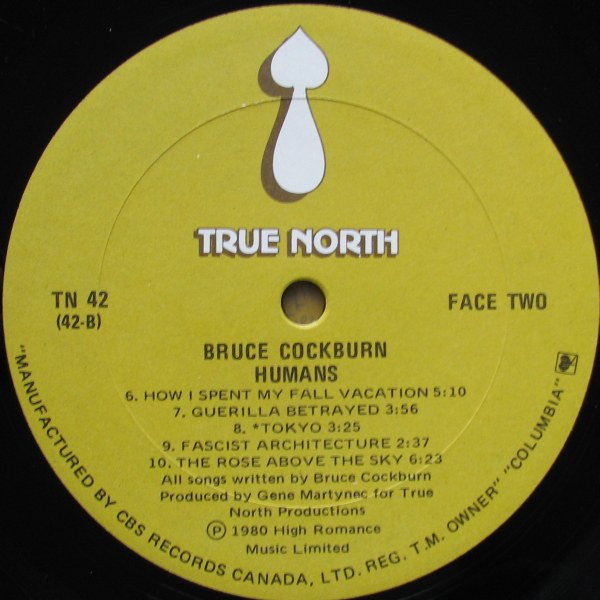 TRUE NORTH
TN 42
(42-B)
FACE TWO
BRUCE COCKBURN
HUMANS
6. HOW I SPENT MY FALL VACATION 5:10
7. GUERILLA BETRAYED 3:56
8. *TOKYO 3:25
9. FASCIST ARCHITECTURE 2:37
10. THE ROSE ABOVE THE SKY 6:23
All songs written by Bruce Cockburn
Produced by Gene Martynec for True
North Productions
Ⓟ 1980 High Romance
Music Limited
"MANUFACTURED BY CBS RECORDS CANADA, LTD. REG. T.M. OWNER" "COLUMBIA"